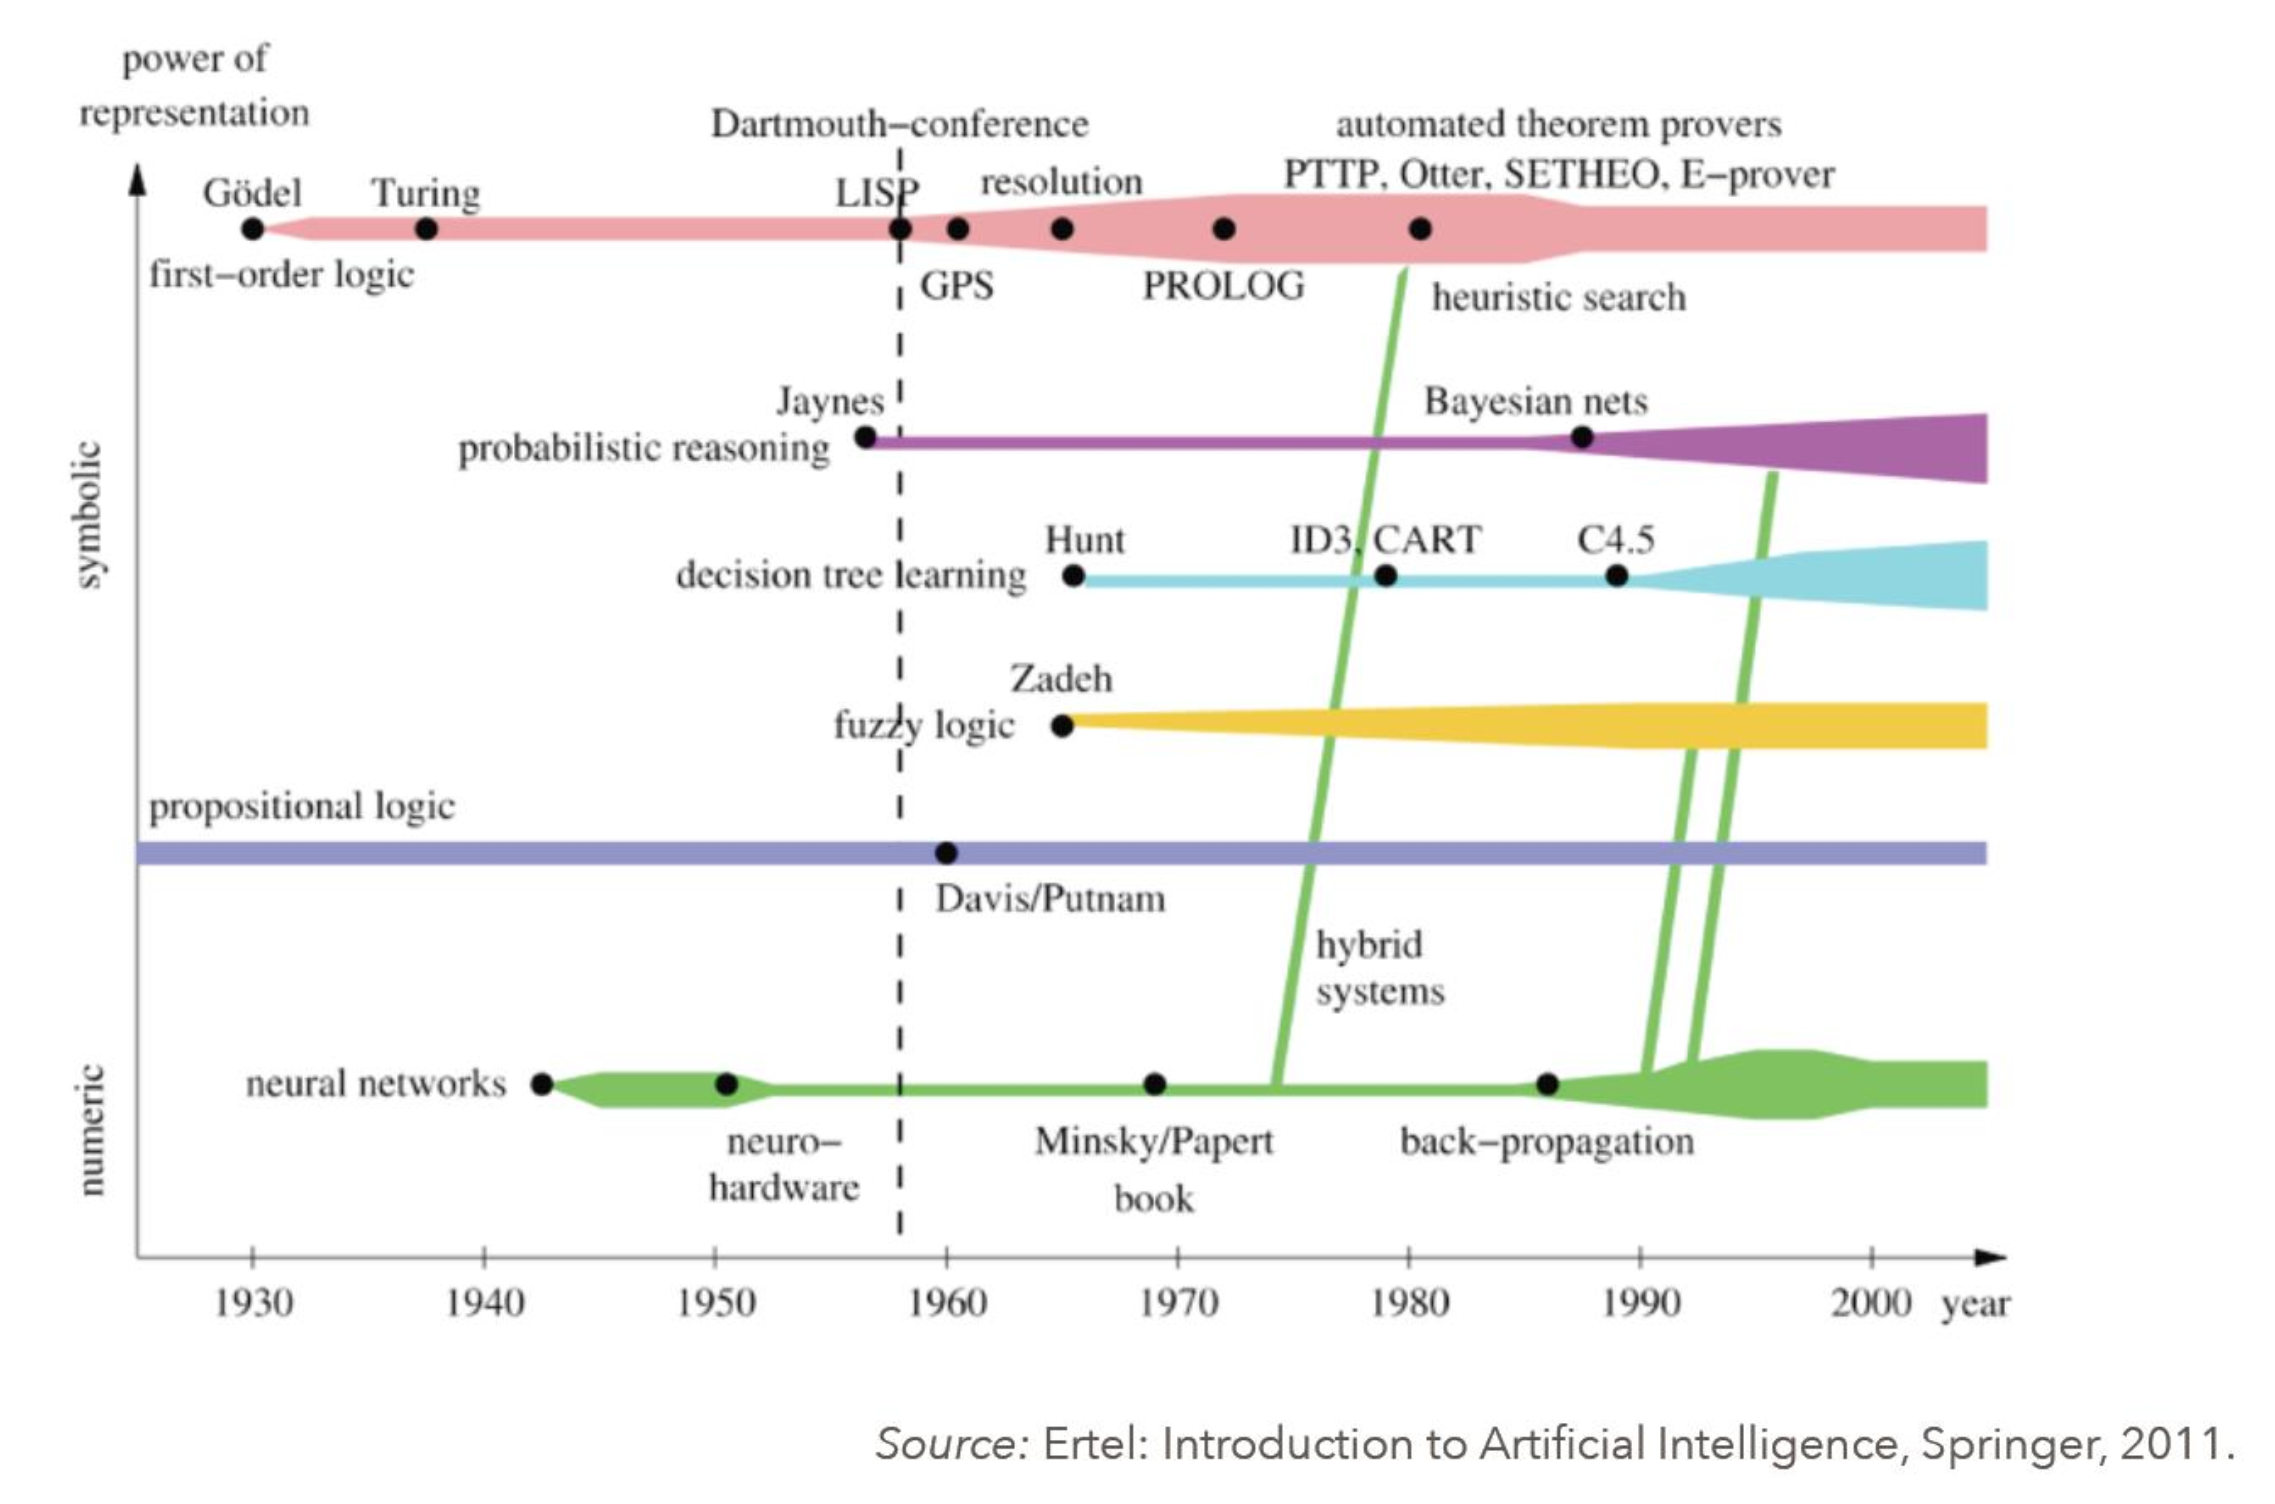 power of
representation
Dartmouth–conference
automated theorem provers
Gödel
Turing
LISP
resolution
PTTP, Otter, SETHEO, E–prover
first–order logic
GPS
PROLOG
heuristic search
Jaynes
Bayesian nets
probabilistic reasoning
symbolic
Hunt
ID3, CART
C4.5
decision tree learning
Zadeh
fuzzy logic
propositional logic
Davis/Putnam
hybrid
systems
numeric
neural networks
neuro–
hardware
Minsky/Papert
book
back–propagation
1930
1940
1950
1960
1970
1980
1990
2000
year
Source: Ertel: Introduction to Artificial Intelligence, Springer, 2011.